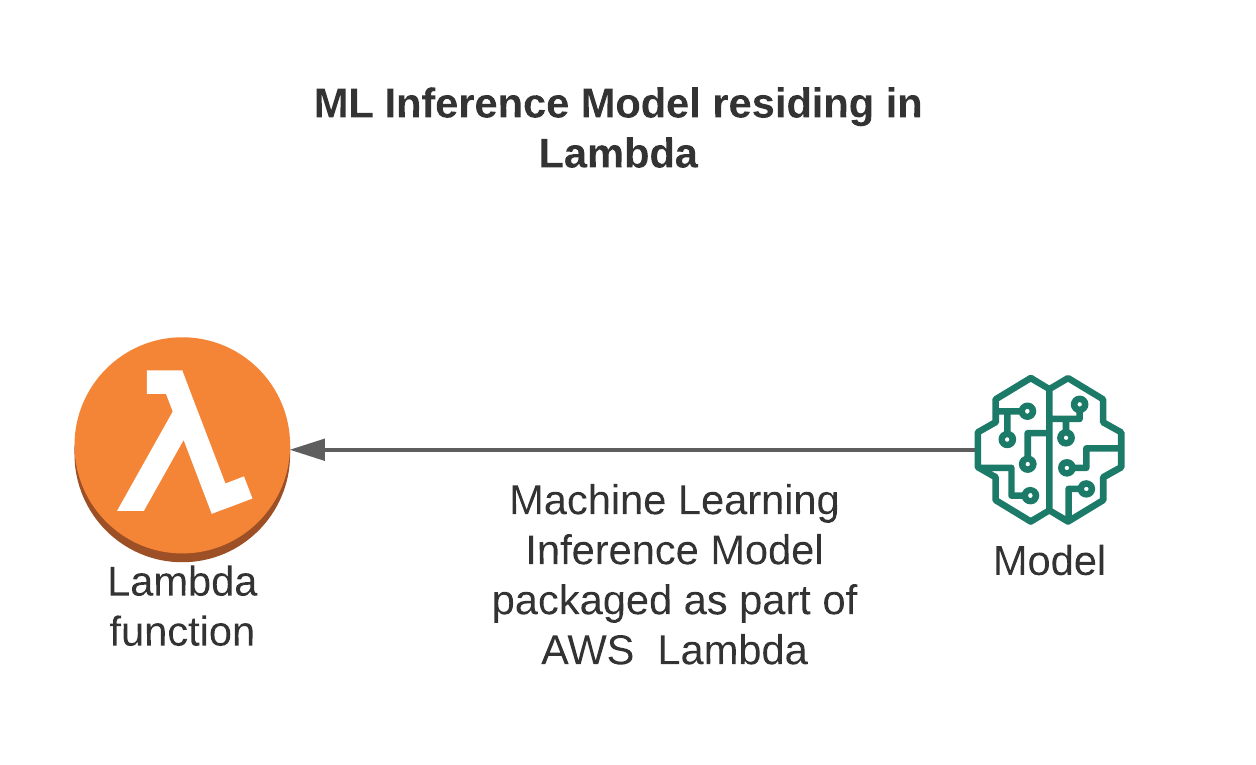 ML Inference Model residing in
Lambda
Machine Learning
Inference Model
packaged as part of
AWS  Lambda
Lambda
function
Model